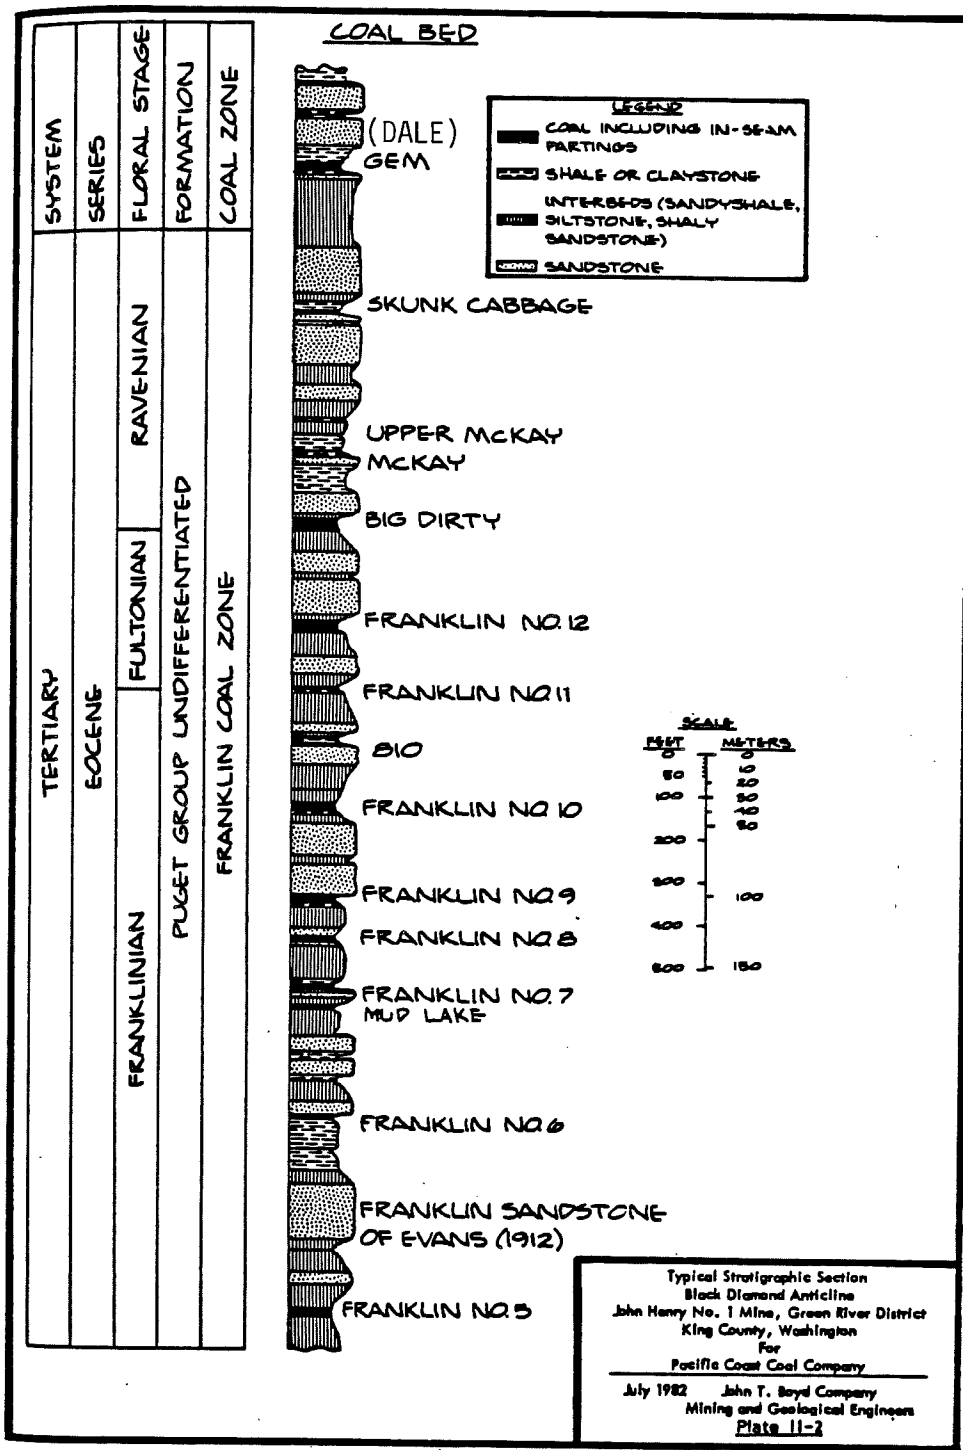 COAL BED
SYSTEM
SERIES
FLORAL STAGE
FORMATION
COAL ZONE
TERTIARY
EOCENE
RAVENIAN
FULTONIAN
FRANKLINIAN
PUGET GROUP UNDIFFERENTIATED
FRANKLIN COAL ZONE
(DALE)
GEM
SKUNK CABBAGE
UPPER MCKAY
MCKAY
BIG DIRTY
FRANKLIN NO. 12
FRANKLIN NO. 11
BIO
FRANKLIN NO. 10
FRANKLIN NO. 9
FRANKLIN NO. 8
FRANKLIN NO. 7
MUD LAKE
FRANKLIN NO. 6
FRANKLIN SANDSTONE
OF EVANS (1912)
FRANKLIN NO. 5
LEGEND
COAL INCLUDING IN-SEAM
PARTINGS
SHALE OR CLAYSTONE
INTERBEDS (SANDYSHALE,
SILTSTONE, SHALY
SANDSTONE)
SANDSTONE
SCALE
FEET METERS
0 0
10
50 20
100 30
40
50
200
300
100
400
500 150
Typical Stratigraphic Section
Black Diamond Anticline
John Henry No. 1 Mine, Green River District
King County, Washington
For
Pacific Coast Coal Company
July 1982 John T. Boyd Company
Mining and Geological Engineers
Plate II-2